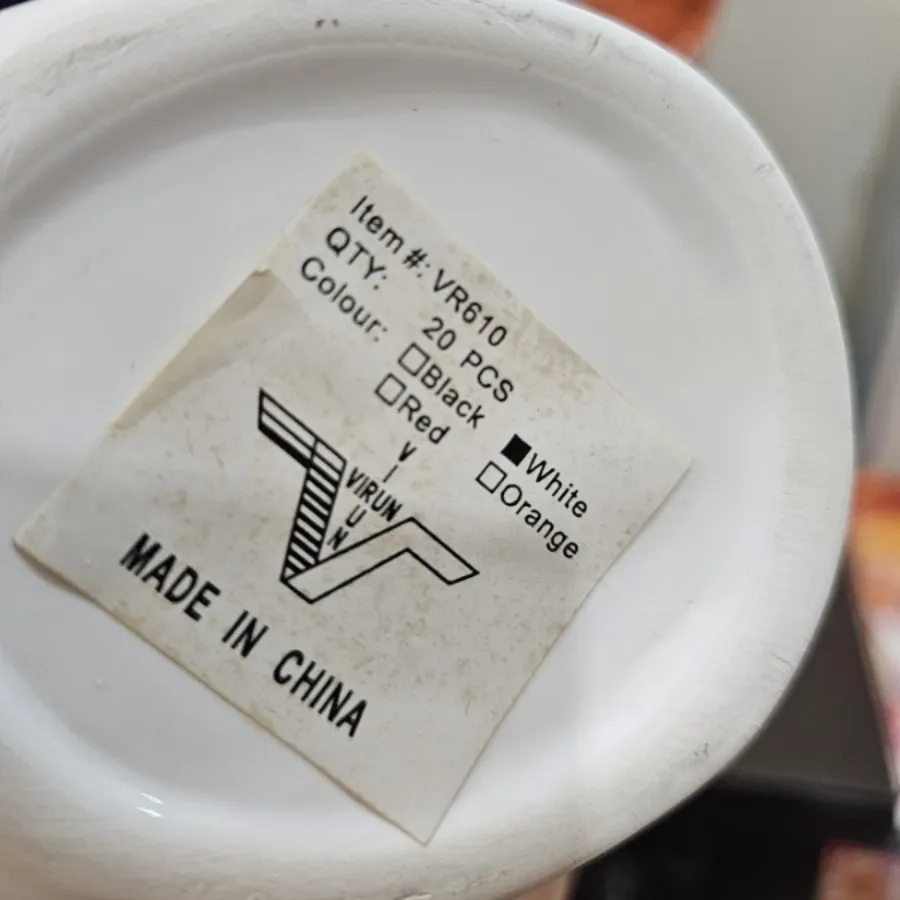 Item #: VR610
QTY: 20 PCS
Colour: □Black ■White
□Red □Orange
VIRUN
VIRUN
MADE IN CHINA